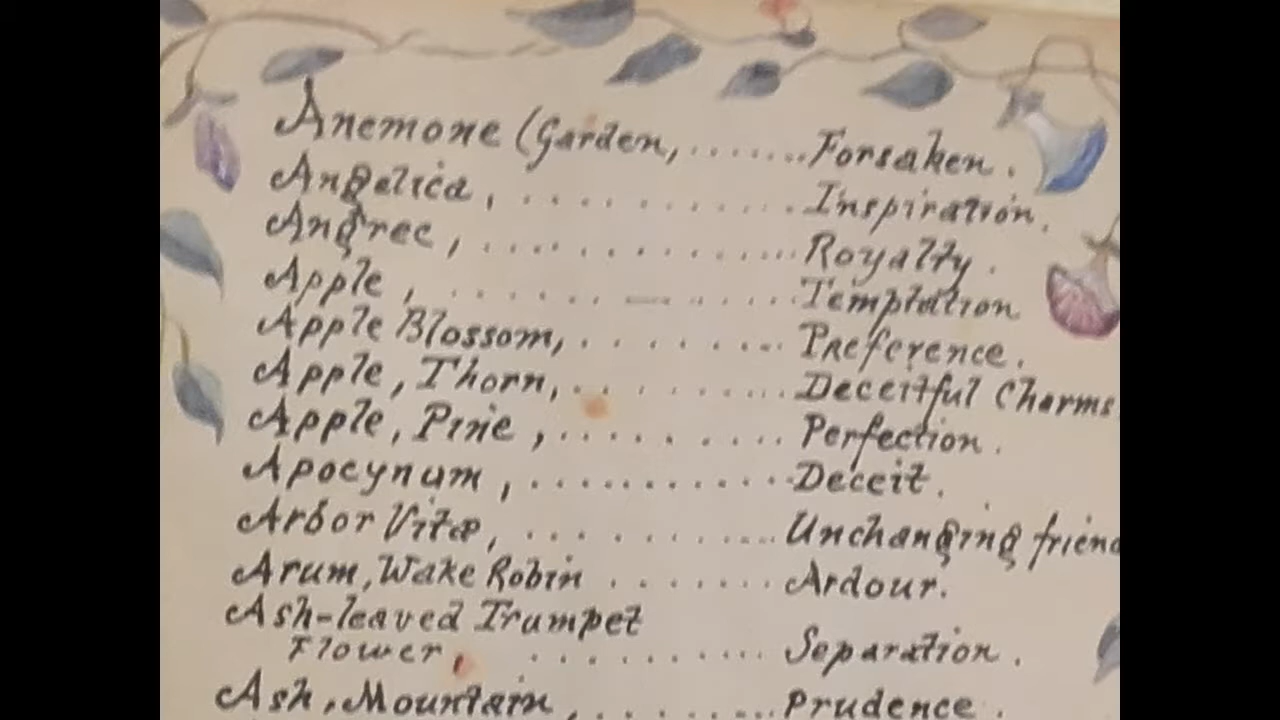 Anemone (Garden, ....... Forsaken.
Angelica, ............ Inspiration.
Angrec, ............. Royalty.
Apple, ............ Temptation
Apple Blossom, ........ Preference.
Apple, Thorn, ......... Deceitful Charms
Apple, Pine, ......... Perfection.
Apocynum, ............ Deceit.
Arbor Vitæ, .......... Unchanging friend
Arum, Wake Robin ....... Ardour.
Ash-leaved Trumpet
Flower, .......... Separation.
Ash, Mountain, ........ Prudence.